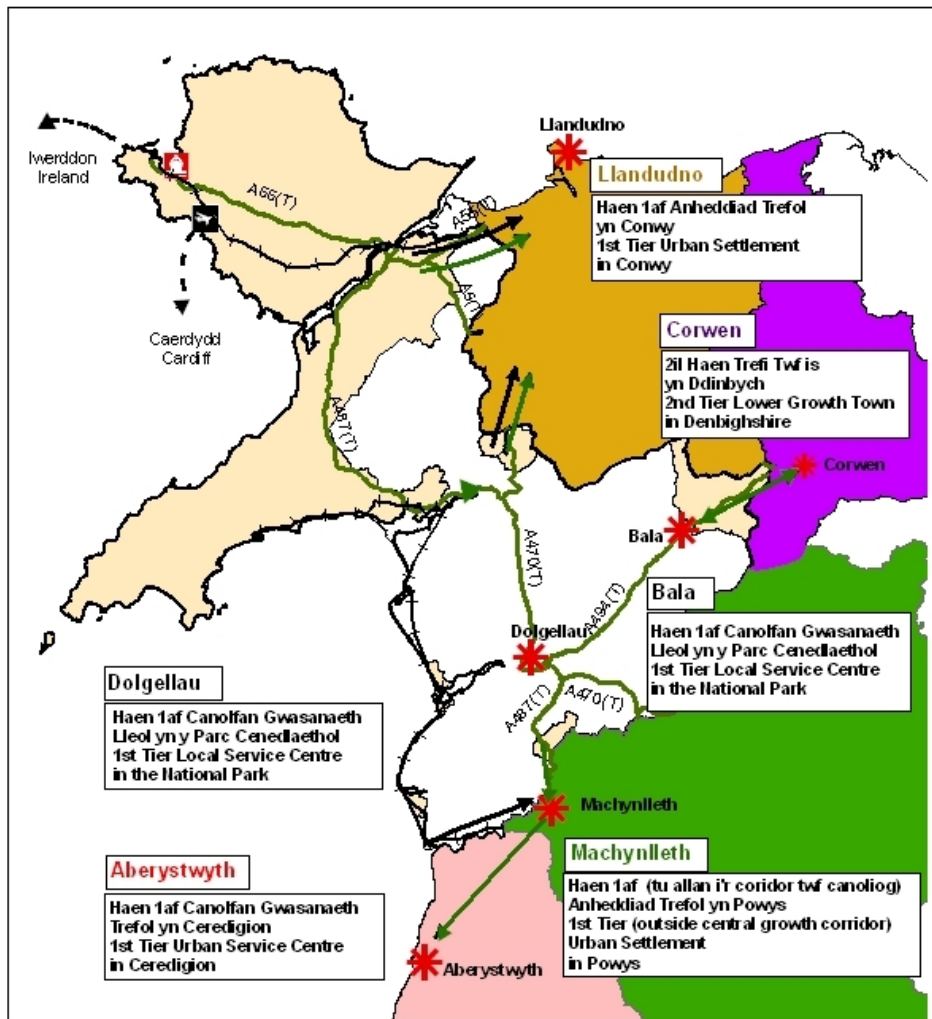 Llandudno
Iwerddon
Ireland
Llandudno
A55(T)
A55(T)
Haen 1af Anheddiad Trefol
yn Conwy
1st Tier Urban Settlement
in Conwy
A5(T)
Caerdydd
Cardiff
Corwen
2il Haen Trefi Twf is
yn Ddinbych
2nd Tier Lower Growth Town
in Denbighshire
A487(T)
Corwen
Bala
A470(T)
Bala
A494(T)
Dolgellau
Haen 1af Canolfan Gwasanaeth
Lleol yn y Parc Cenedlaethol
1st Tier Local Service Centre
in the National Park
Dolgellau
A487(T)
A470(T)
Haen 1af Canolfan Gwasanaeth
Lleol yn y Parc Cenedlaethol
1st Tier Local Service Centre
in the National Park
Machynlleth
Aberystwyth
Machynlleth
Haen 1af Canolfan Gwasanaeth
Trefol yn Ceredigion
1st Tier Urban Service Centre
in Ceredigion
Haen 1af (tu allan i'r coridor twf canoliog)
Anheddiad Trefol yn Powys
1st Tier (outside central growth corridor)
Urban Settlement
in Powys
Aberystwyth